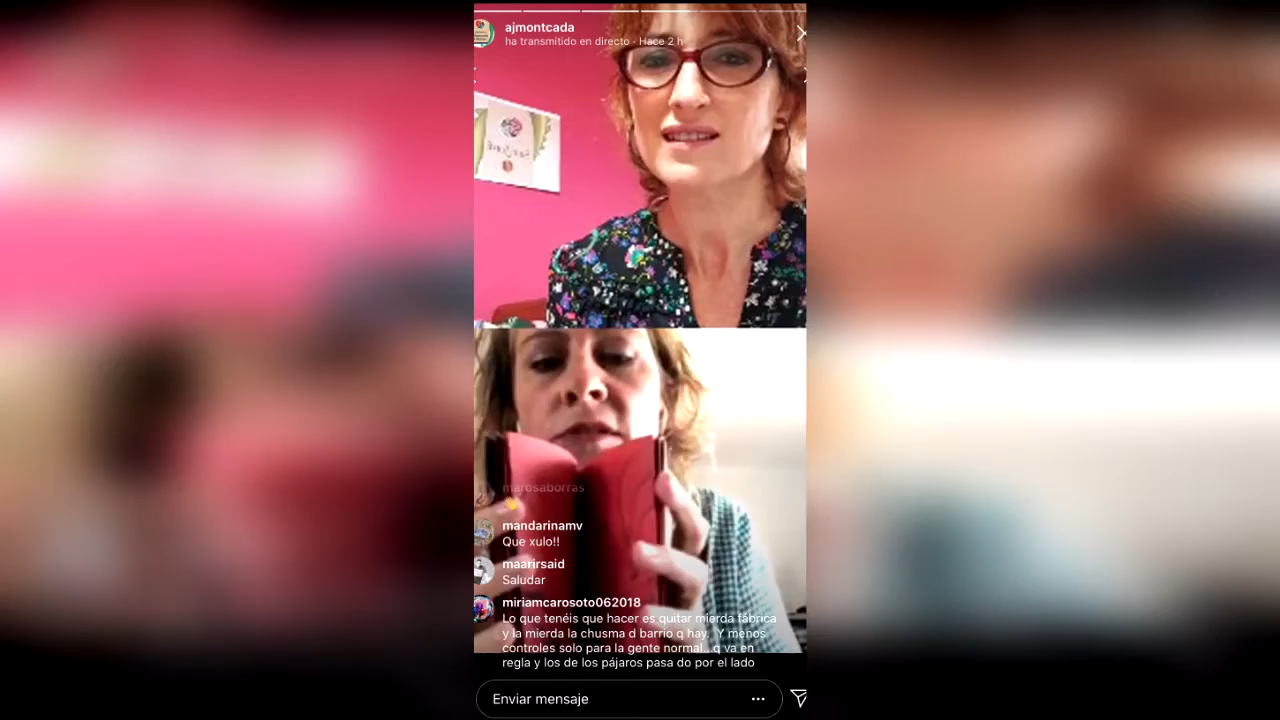 ajmontcada
ha transmitido en directo · Hace 2 h
marosaborras
mandarinamv
Que xulo!!
maarirsaid
Saludar
miriamcarosoto062018
Lo que tenéis que hacer es quitar mierda fábrica
y la mierda la chusma d barrio q hay.  Y menos
controles solo para la gente normal...q va en
regla y los de los pájaros pasa do por el lado
Enviar mensaje